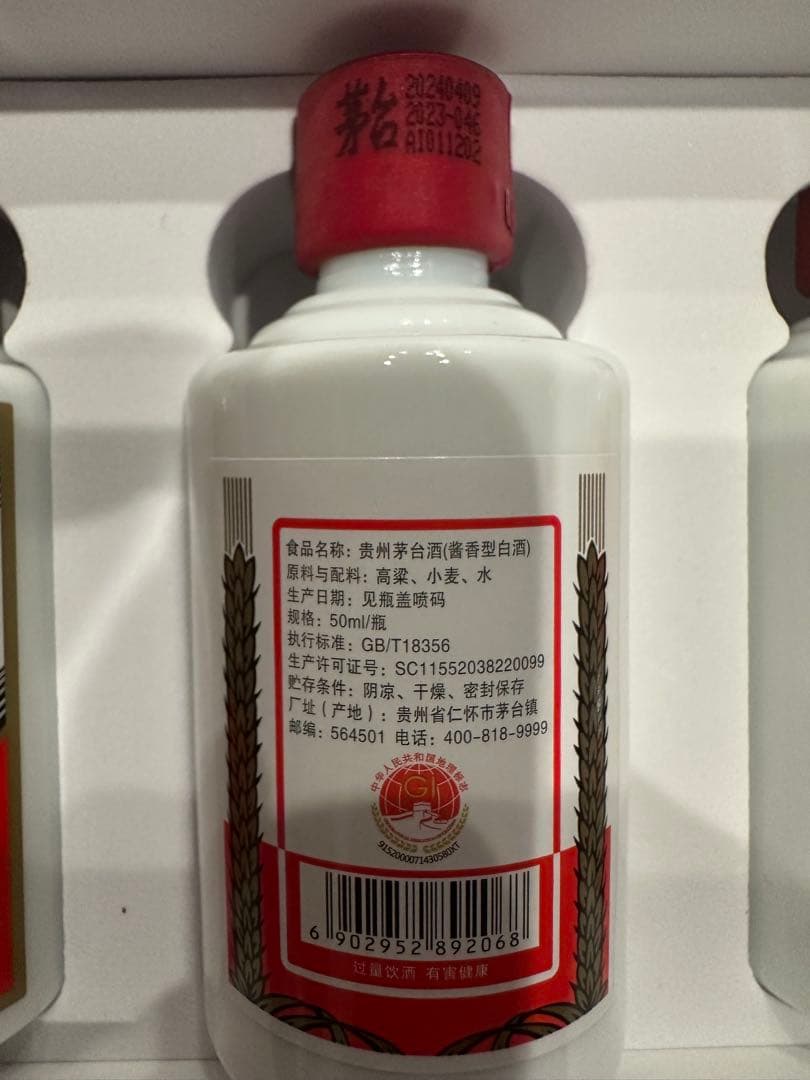 茅台
20240409
2023-046
AI011202
食品名称：贵州茅台酒(酱香型白酒)
原料与配料：高粱、小麦、水
生产日期：见瓶盖喷码
规格：50ml/瓶
执行标准：GB/T18356
生产许可证号：SC11552038220099
贮存条件：阴凉、干燥、密封保存
厂址（产地）：贵州省仁怀市茅台镇
邮编：564501 电话：400-818-9999
中华人民共和国地理标志
GI
9152000071430580XT
6 902952 892068
过量饮酒 有害健康